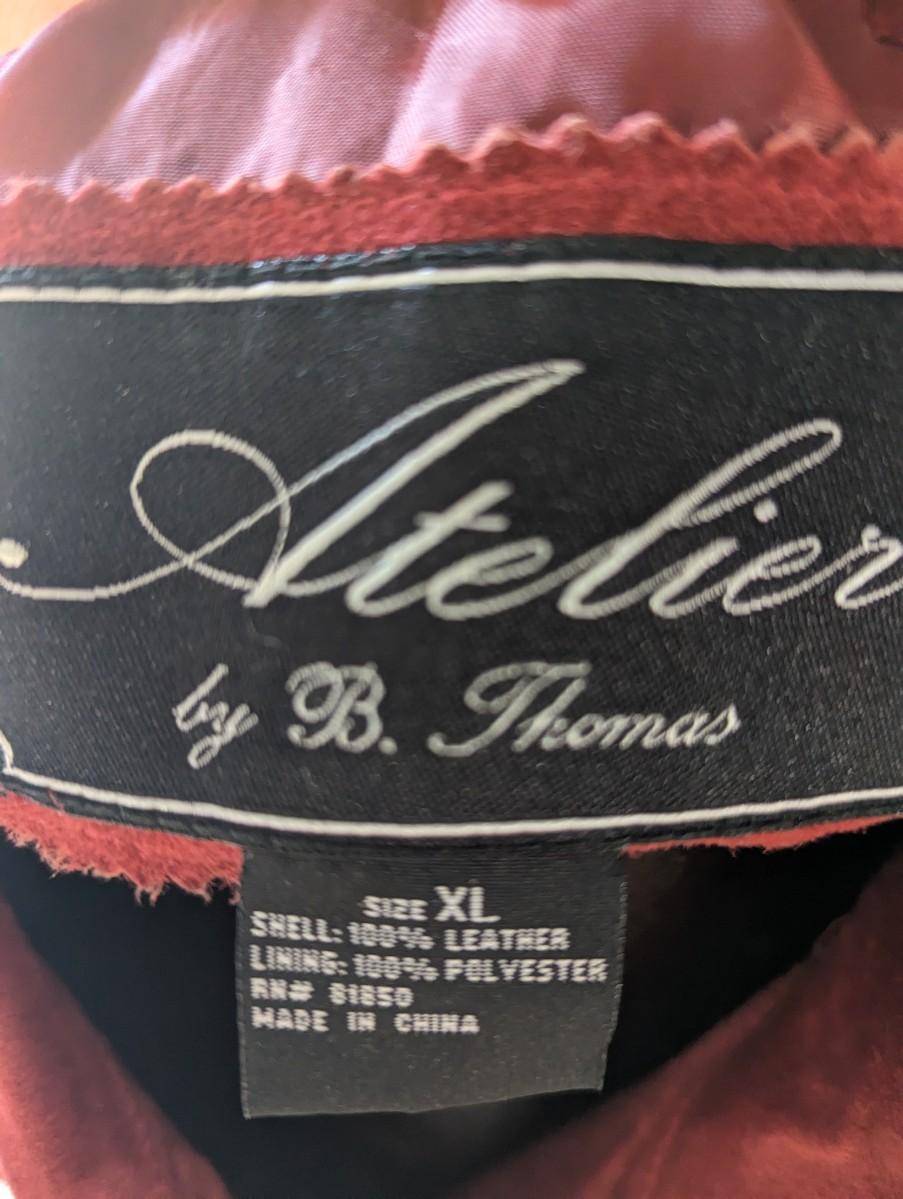 Atelier
by B. Thomas
SIZE XL
SHELL: 100% LEATHER
LINING: 100% POLYESTER
RN# 81850
MADE IN CHINA